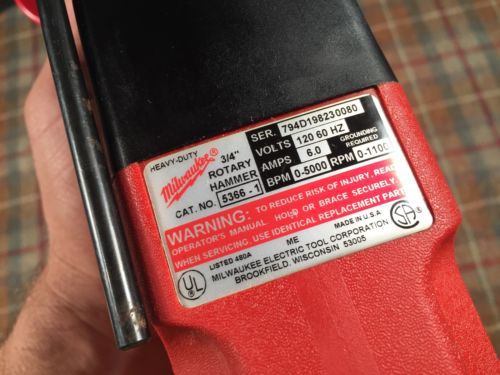 HEAVY-DUTY
Milwaukee®
3/4"
ROTARY
HAMMER
CAT. NO. 5366-1
SER. 794D198230080
VOLTS 120 60 HZ
AMPS 6.0 GROUNDING REQUIRED
BPM 0-5000 RPM 0-1100
WARNING: TO REDUCE RISK OF INJURY, READ
OPERATOR'S MANUAL. HOLD OR BRACE SECURELY.
WHEN SERVICING, USE IDENTICAL REPLACEMENT PART
UL
LISTED 480A
ME
MADE IN U.S.A.
MILWAUKEE ELECTRIC TOOL CORPORATION
BROOKFIELD, WISCONSIN 53005